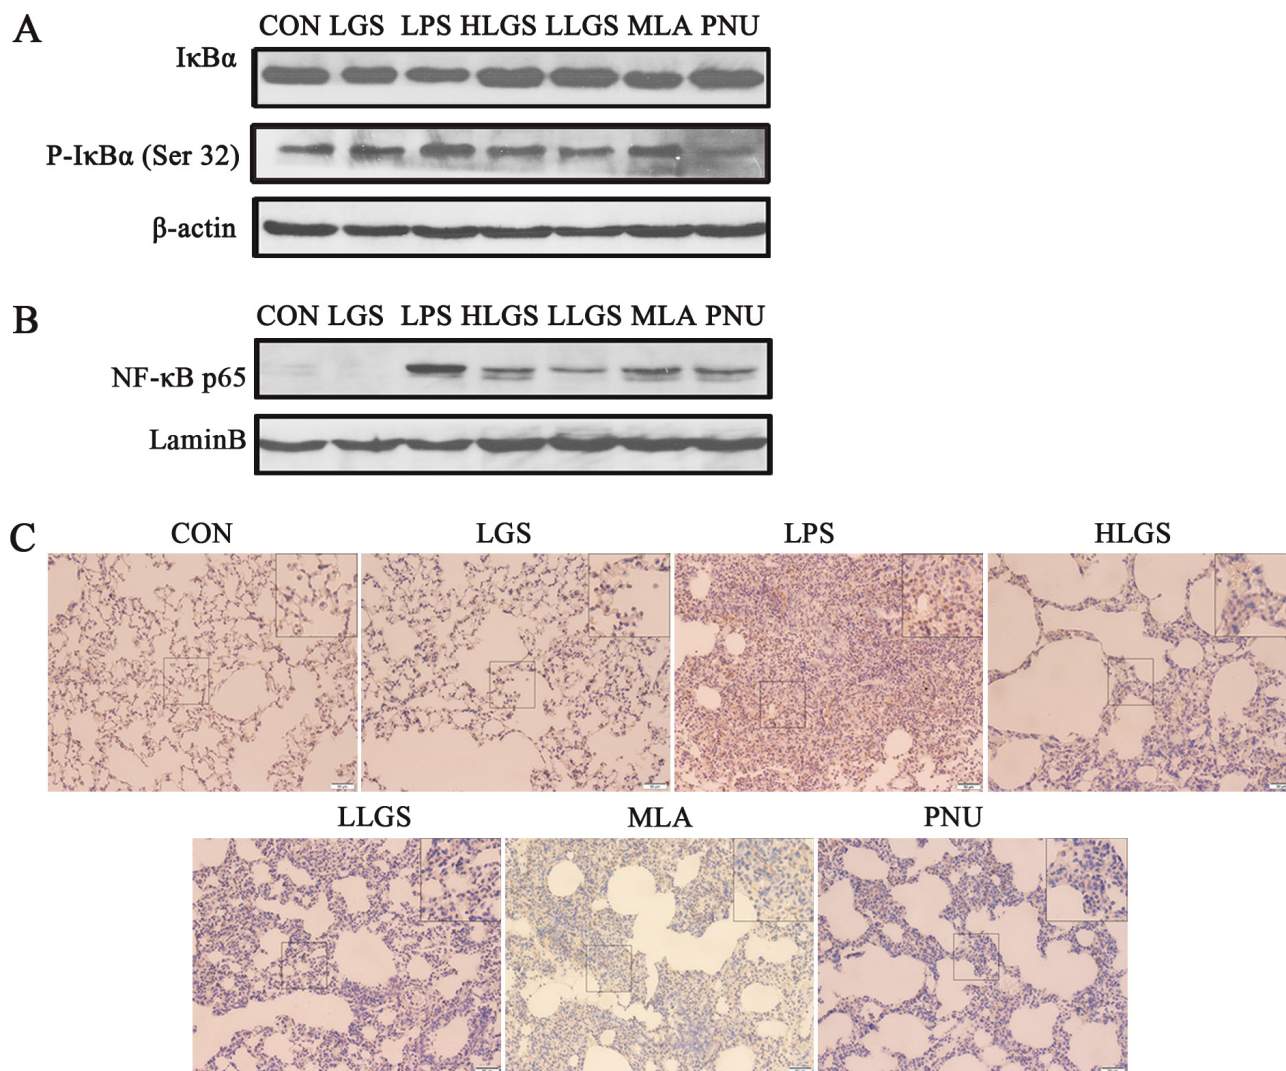 A
CON LGS LPS HLGS LLGS MLA PNU
IκBα
P-IκBα (Ser 32)
β-actin
B
CON LGS LPS HLGS LLGS MLA PNU
NF-κB p65
LaminB
C
CON LGS LPS HLGS
LLGS MLA PNU